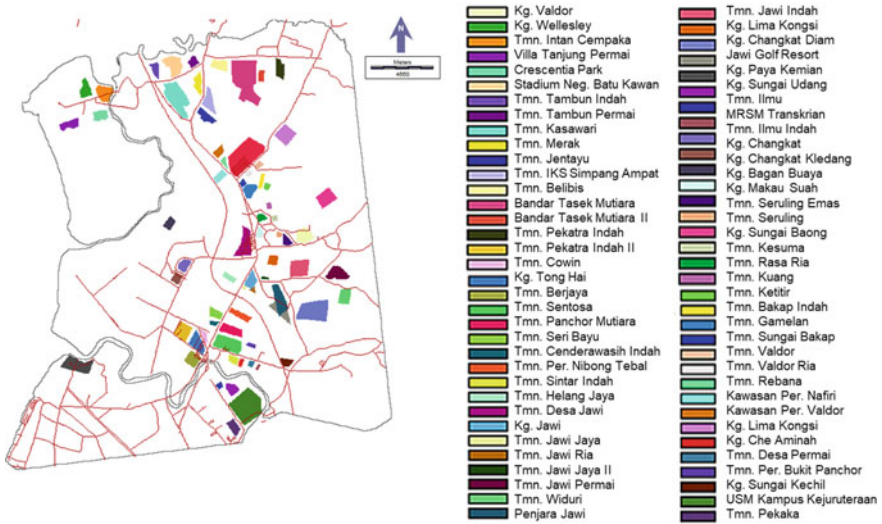 N
Meters
4660
Kg. Valdor
Kg. Wellesley
Tmn. Intan Cempaka
Villa Tanjung Permai
Crescentia Park
Stadium Neg. Batu Kawan
Tmn. Tambun Indah
Tmn. Tambun Permai
Tmn. Kasawari
Tmn. Merak
Tmn. Jentayu
Tmn. IKS Simpang Ampat
Tmn. Belibis
Bandar Tasek Mutiara
Bandar Tasek Mutiara II
Tmn. Pekatra Indah
Tmn. Pekatra Indah II
Tmn. Cowin
Kg. Tong Hai
Tmn. Berjaya
Tmn. Sentosa
Tmn. Panchor Mutiara
Tmn. Seri Bayu
Tmn. Cenderawasih Indah
Tmn. Per. Nibong Tebal
Tmn. Sintar Indah
Tmn. Helang Jaya
Tmn. Desa Jawi
Kg. Jawi
Tmn. Jawi Jaya
Tmn. Jawi Ria
Tmn. Jawi Jaya II
Tmn. Jawi Permai
Tmn. Widuri
Penjara Jawi
Tmn. Jawi Indah
Kg. Lima Kongsi
Kg. Changkat Diam
Jawi Golf Resort
Kg. Paya Kemian
Kg. Sungai Udang
Tmn. Ilmu
MRSM Transkrian
Tmn. Ilmu Indah
Kg. Changkat
Kg. Changkat Kledang
Kg. Bagan Buaya
Kg. Makau Suah
Tmn. Seruling Emas
Tmn. Seruling
Kg. Sungai Baong
Tmn. Kesuma
Tmn. Rasa Ria
Tmn. Kuang
Tmn. Ketitir
Tmn. Bakap Indah
Tmn. Gamelan
Tmn. Sungai Bakap
Tmn. Valdor
Tmn. Valdor Ria
Tmn. Rebana
Kawasan Per. Nafiri
Kawasan Per. Valdor
Kg. Lima Kongsi
Kg. Che Aminah
Tmn. Desa Permai
Tmn. Per. Bukit Panchor
Kg. Sungai Kechil
USM Kampus Kejuruteraan
Tmn. Pekaka